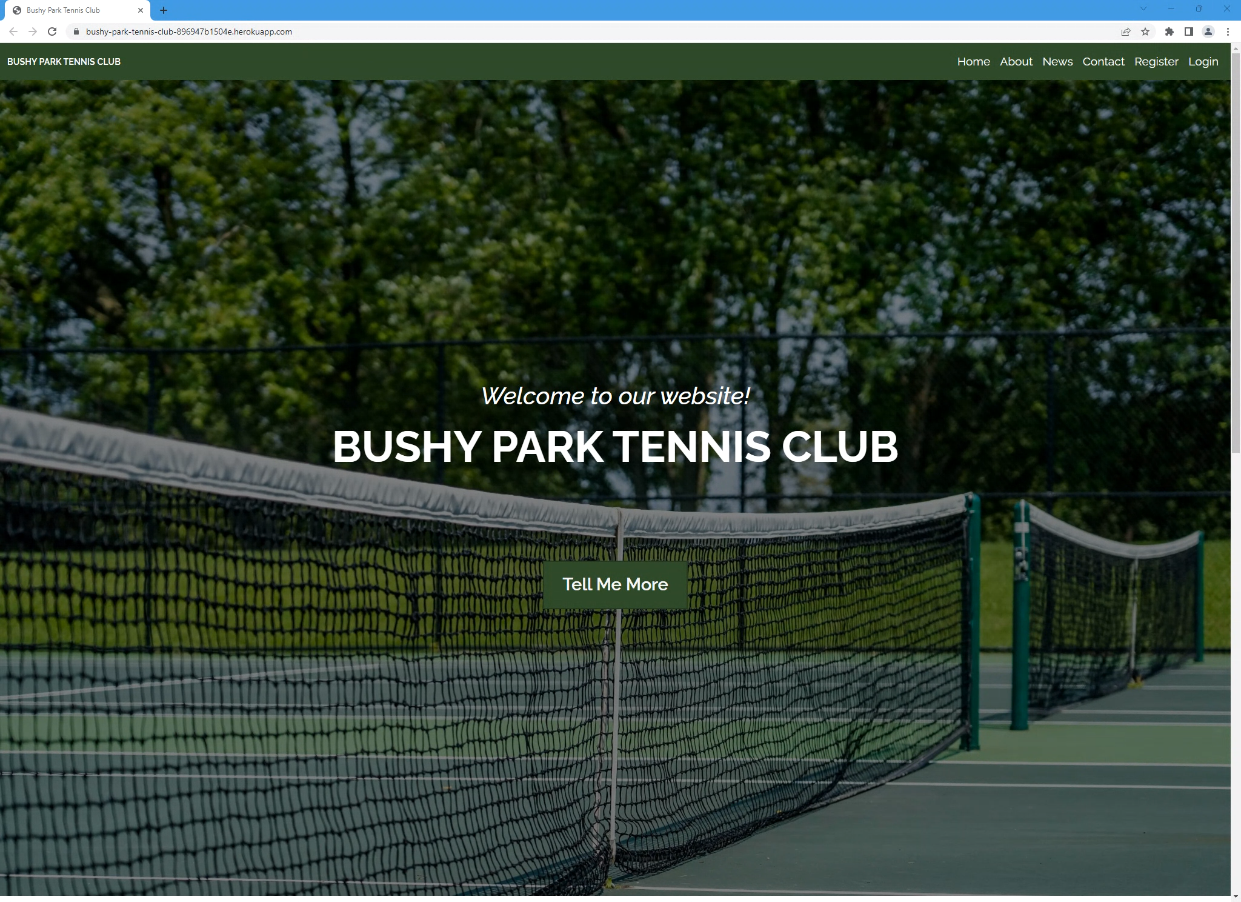 Bushy Park Tennis Club
bushy-park-tennis-club-896947b1504e.herokuapp.com
BUSHY PARK TENNIS CLUB
Home About News Contact Register Login
Welcome to our website!
BUSHY PARK TENNIS CLUB
Tell Me More